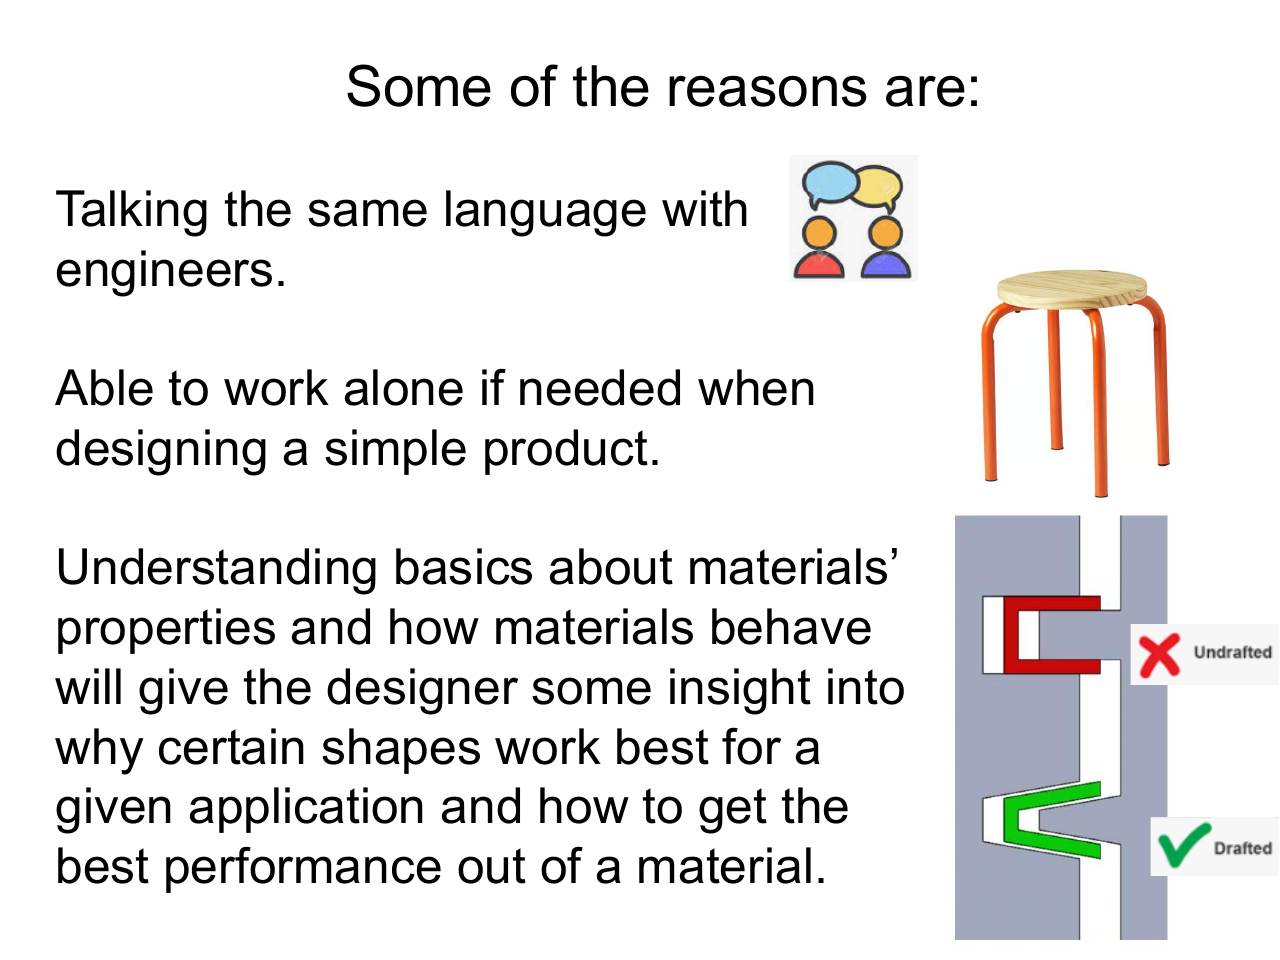 Some of the reasons are:
Talking the same language with
engineers.
Able to work alone if needed when
designing a simple product.
Understanding basics about materials’
properties and how materials behave
will give the designer some insight into
why certain shapes work best for a
given application and how to get the
best performance out of a material.
Undrafted
Drafted